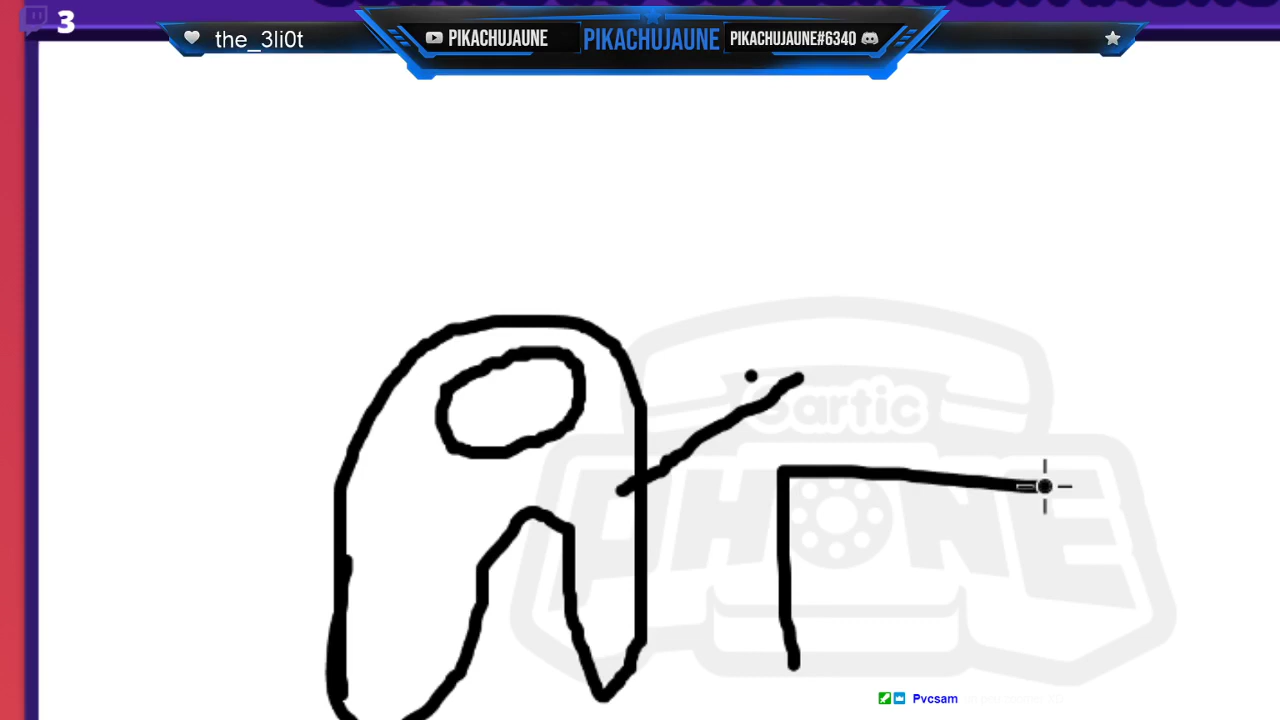 3
the_3li0t
PIKACHUJAUNE
PIKACHUJAUNE
PIKACHUJAUNE#6340
Gartic
PHONE
Pvcsam